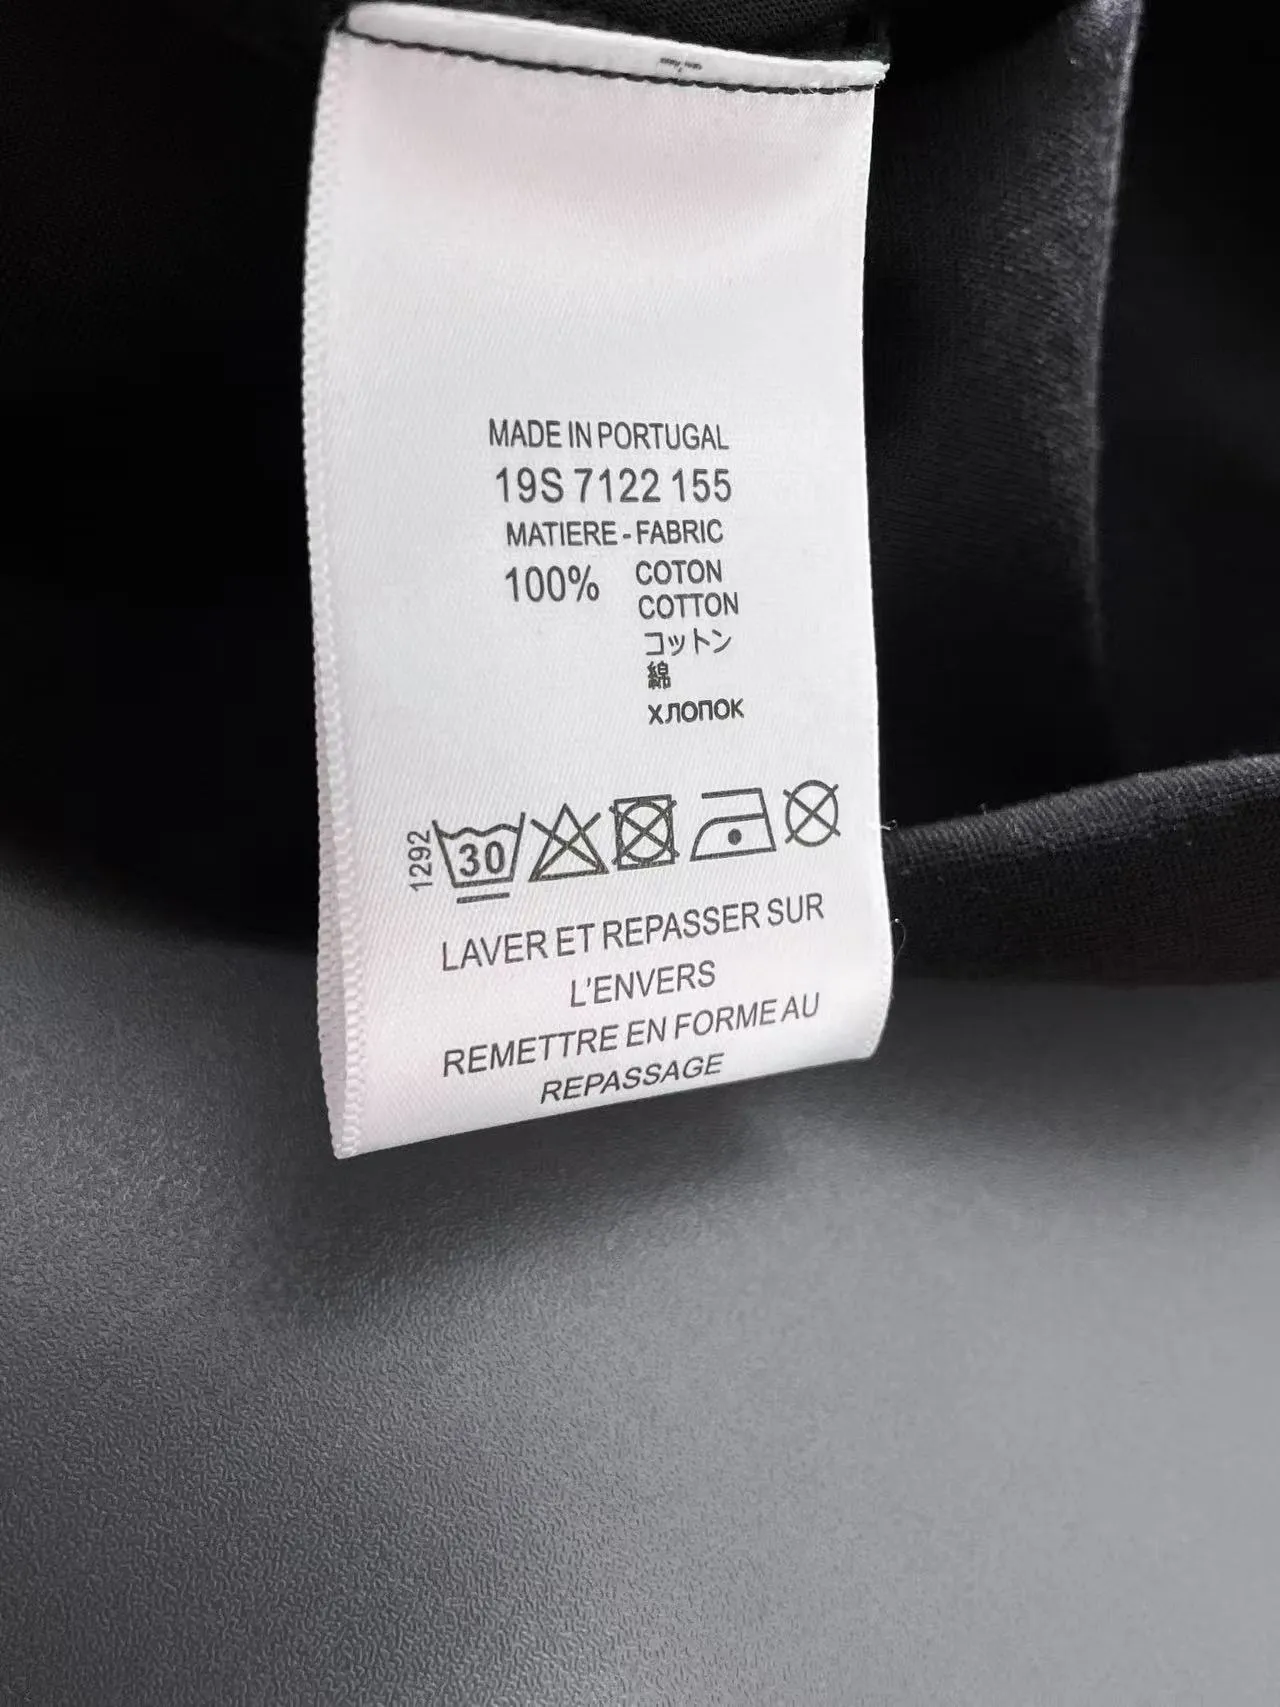 MADE IN PORTUGAL
19S 7122 155
MATIERE - FABRIC
100% COTON
COTTON
コットン
綿
хлопок
1292
30
LAVER ET REPASSER SUR
L'ENVERS
REMETTRE EN FORME AU
REPASSAGE